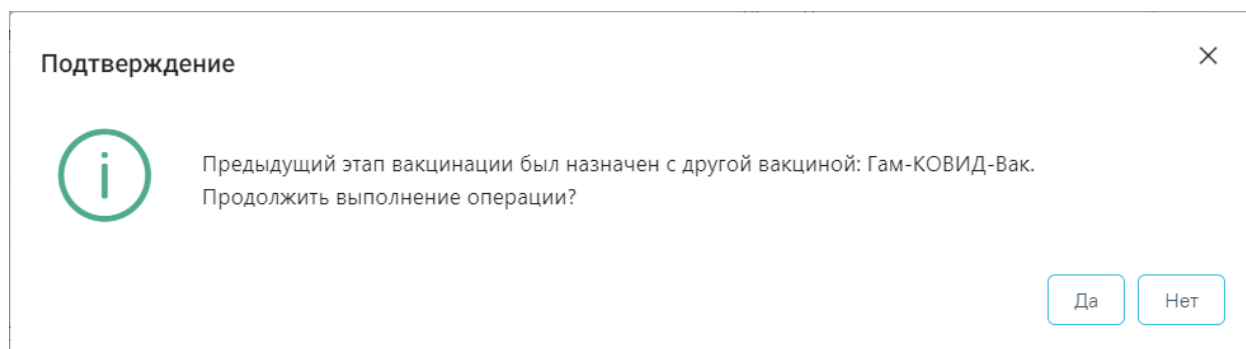 Подтверждение
Предыдущий этап вакцинации был назначен с другой вакциной: Гам-КОВИД-Вак.
Продолжить выполнение операции?
Да
Нет